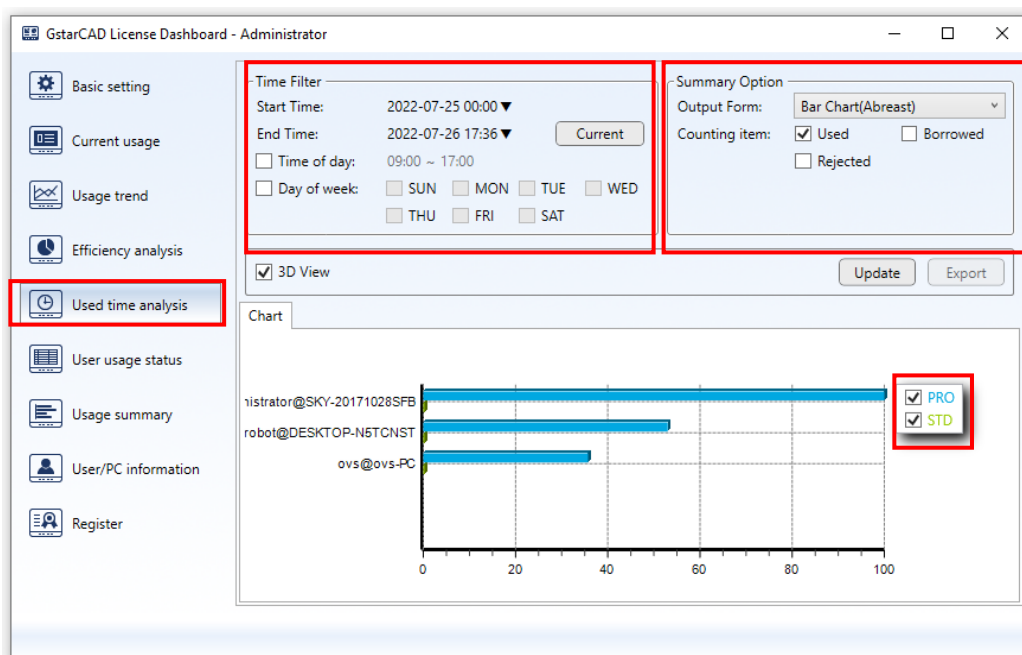 GstarCAD License Dashboard - Administrator
Basic setting
Current usage
Usage trend
Efficiency analysis
Used time analysis
User usage status
Usage summary
User/PC information
Register
Time Filter
Start Time: 2022-07-25 00:00 ▼
End Time: 2022-07-26 17:36 ▼ Current
Time of day: 09:00 ~ 17:00
Day of week: SUN MON TUE WED
THU FRI SAT
Summary Option
Output Form: Bar Chart(Abreast)
Counting item: Used Borrowed
Rejected
3D View Update Export
Chart
nistrator@SKY-20171028SFB
robot@DESKTOP-N5TCNST
ovs@ovs-PC
0 20 40 60 80 100
PRO
STD